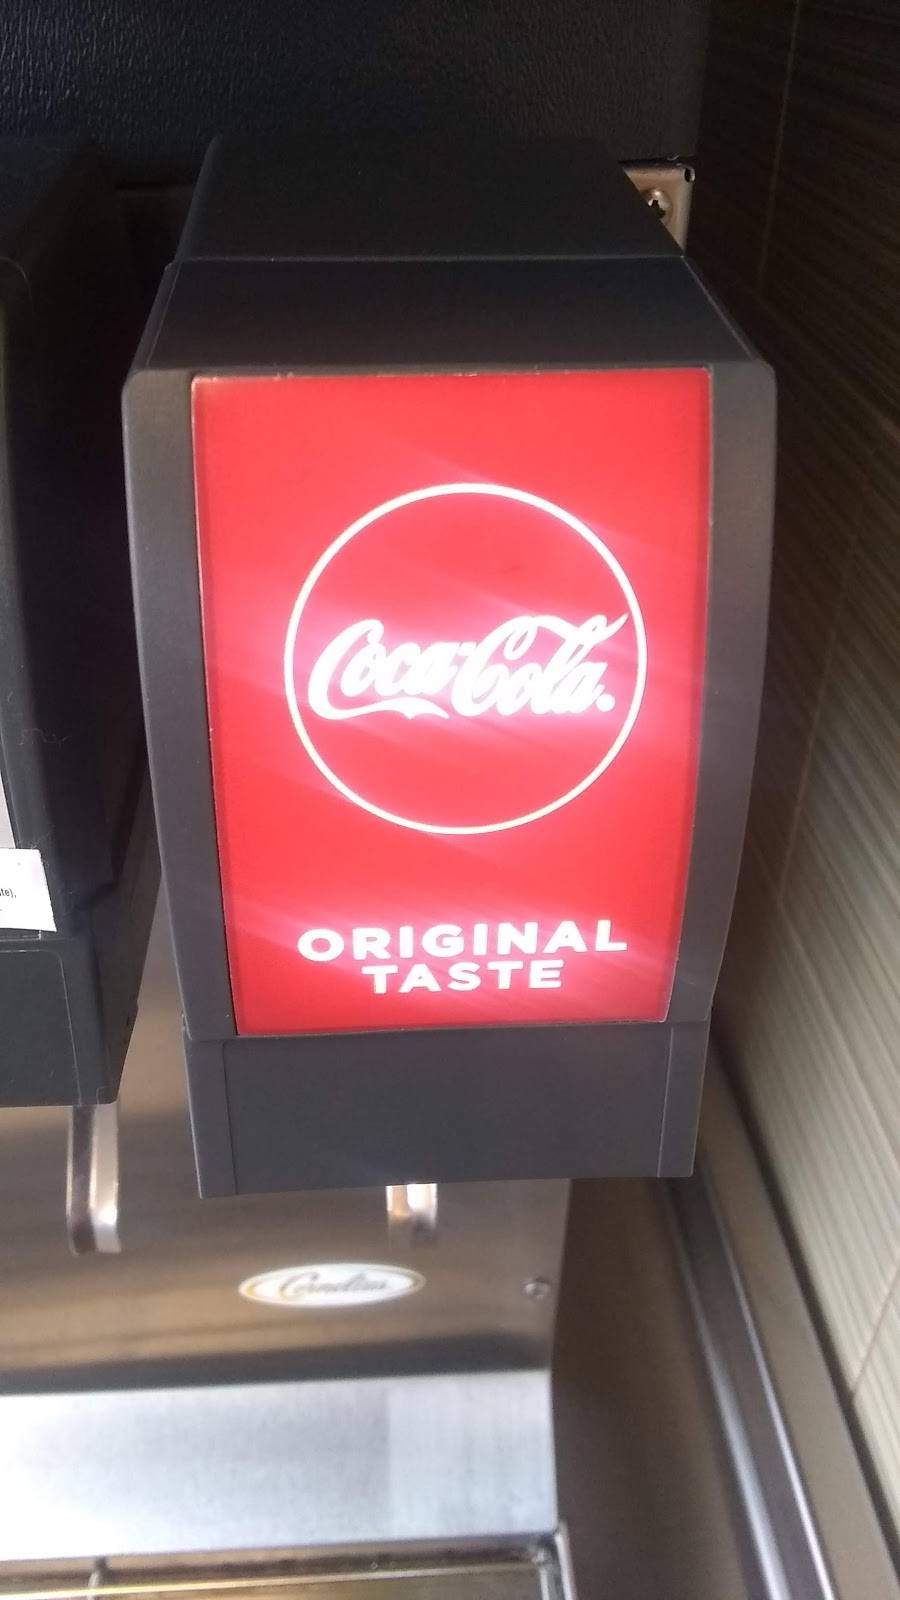 Coca-Cola.
ORIGINAL
TASTE
Cornelius